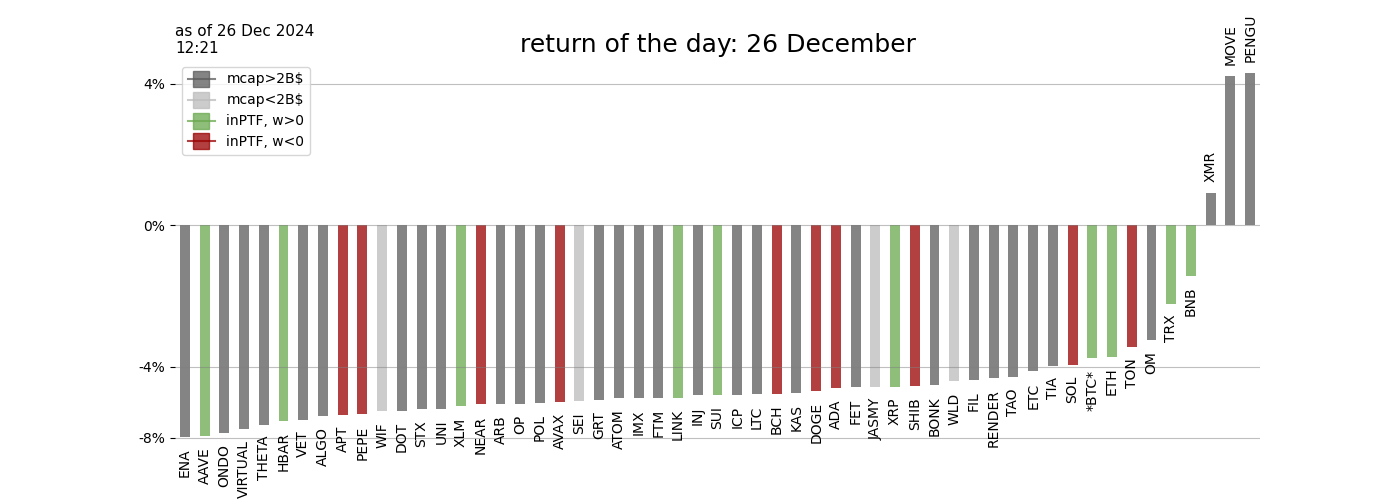 as of 26 Dec 2024
12:21
return of the day: 26 December
mcap>2B$
mcap<2B$
inPTF, w>0
inPTF, w<0
4%
0%
-4%
-8%
ENA
AAVE
ONDO
VIRTUAL
THETA
HBAR
VET
ALGO
APT
PEPE
WIF
DOT
STX
UNI
XLM
NEAR
ARB
OP
POL
AVAX
SEI
GRT
ATOM
IMX
FTM
LINK
INJ
SUI
ICP
LTC
BCH
KAS
DOGE
ADA
FET
JASMY
XRP
SHIB
BONK
WLD
FIL
RENDER
TAO
ETC
TIA
SOL
*BTC*
ETH
TON
OM
TRX
BNB
XMR
MOVE
PENGU